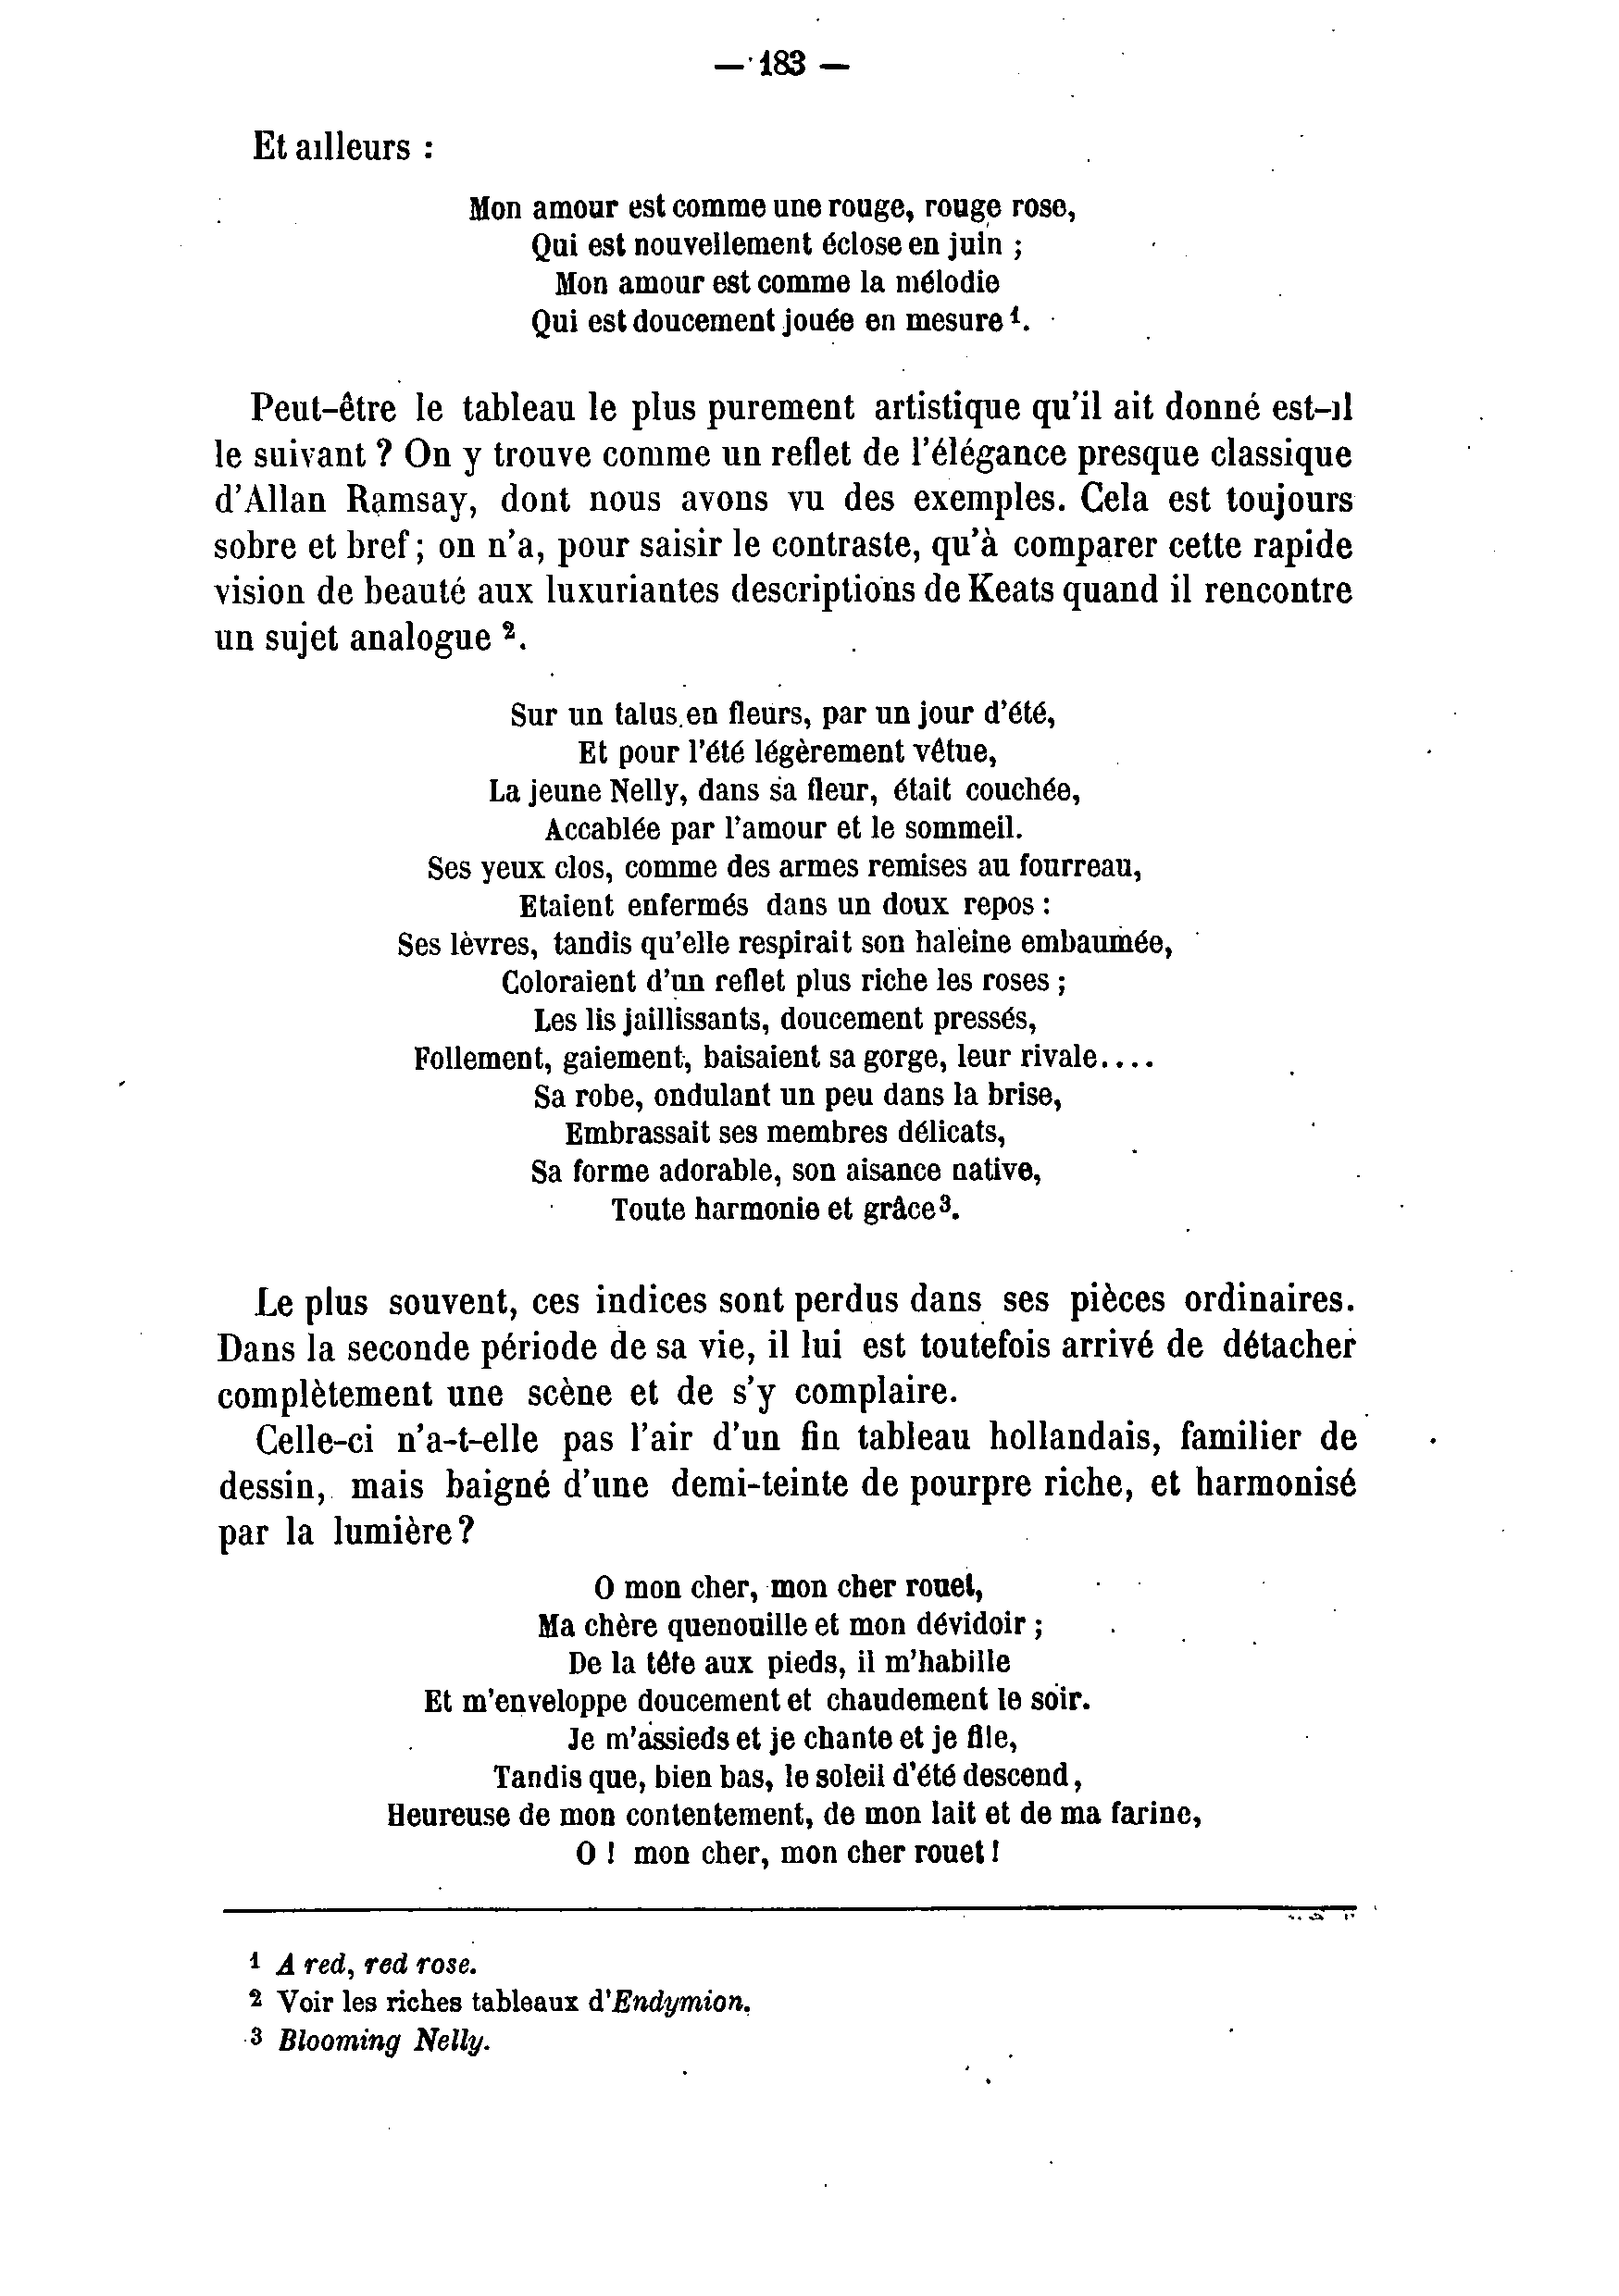 — 183 —
Et ailleurs :
Mon amour est comme une rouge, rouge rose,
Qui est nouvellement éclose en juin ;
Mon amour est comme la mélodie
Qui est doucement jouée en mesure ¹.
Peut-être le tableau le plus purement artistique qu'il ait donné est-il
le suivant ? On y trouve comme un reflet de l'élégance presque classique
d'Allan Ramsay, dont nous avons vu des exemples. Cela est toujours
sobre et bref ; on n'a, pour saisir le contraste, qu'à comparer cette rapide
vision de beauté aux luxuriantes descriptions de Keats quand il rencontre
un sujet analogue ².
Sur un talus en fleurs, par un jour d'été,
Et pour l'été légèrement vêtue,
La jeune Nelly, dans sa fleur, était couchée,
Accablée par l'amour et le sommeil.
Ses yeux clos, comme des armes remises au fourreau,
Etaient enfermés dans un doux repos :
Ses lèvres, tandis qu'elle respirait son haleine embaumée,
Coloraient d'un reflet plus riche les roses ;
Les lis jaillissants, doucement pressés,
Follement, gaiement, baisaient sa gorge, leur rivale....
Sa robe, ondulant un peu dans la brise,
Embrassait ses membres délicats,
Sa forme adorable, son aisance native,
Toute harmonie et grâce ³.
Le plus souvent, ces indices sont perdus dans ses pièces ordinaires.
Dans la seconde période de sa vie, il lui est toutefois arrivé de détacher
complètement une scène et de s'y complaire.
Celle-ci n'a-t-elle pas l'air d'un fin tableau hollandais, familier de
dessin, mais baigné d'une demi-teinte de pourpre riche, et harmonisé
par la lumière ?
O mon cher, mon cher rouet,
Ma chère quenouille et mon dévidoir ;
De la tête aux pieds, il m'habille
Et m'enveloppe doucement et chaudement le soir.
Je m'assieds et je chante et je file,
Tandis que, bien bas, le soleil d'été descend,
Heureuse de mon contentement, de mon lait et de ma farine,
O ! mon cher, mon cher rouet !
¹ A red, red rose.
² Voir les riches tableaux d'Endymion.
³ Blooming Nelly.